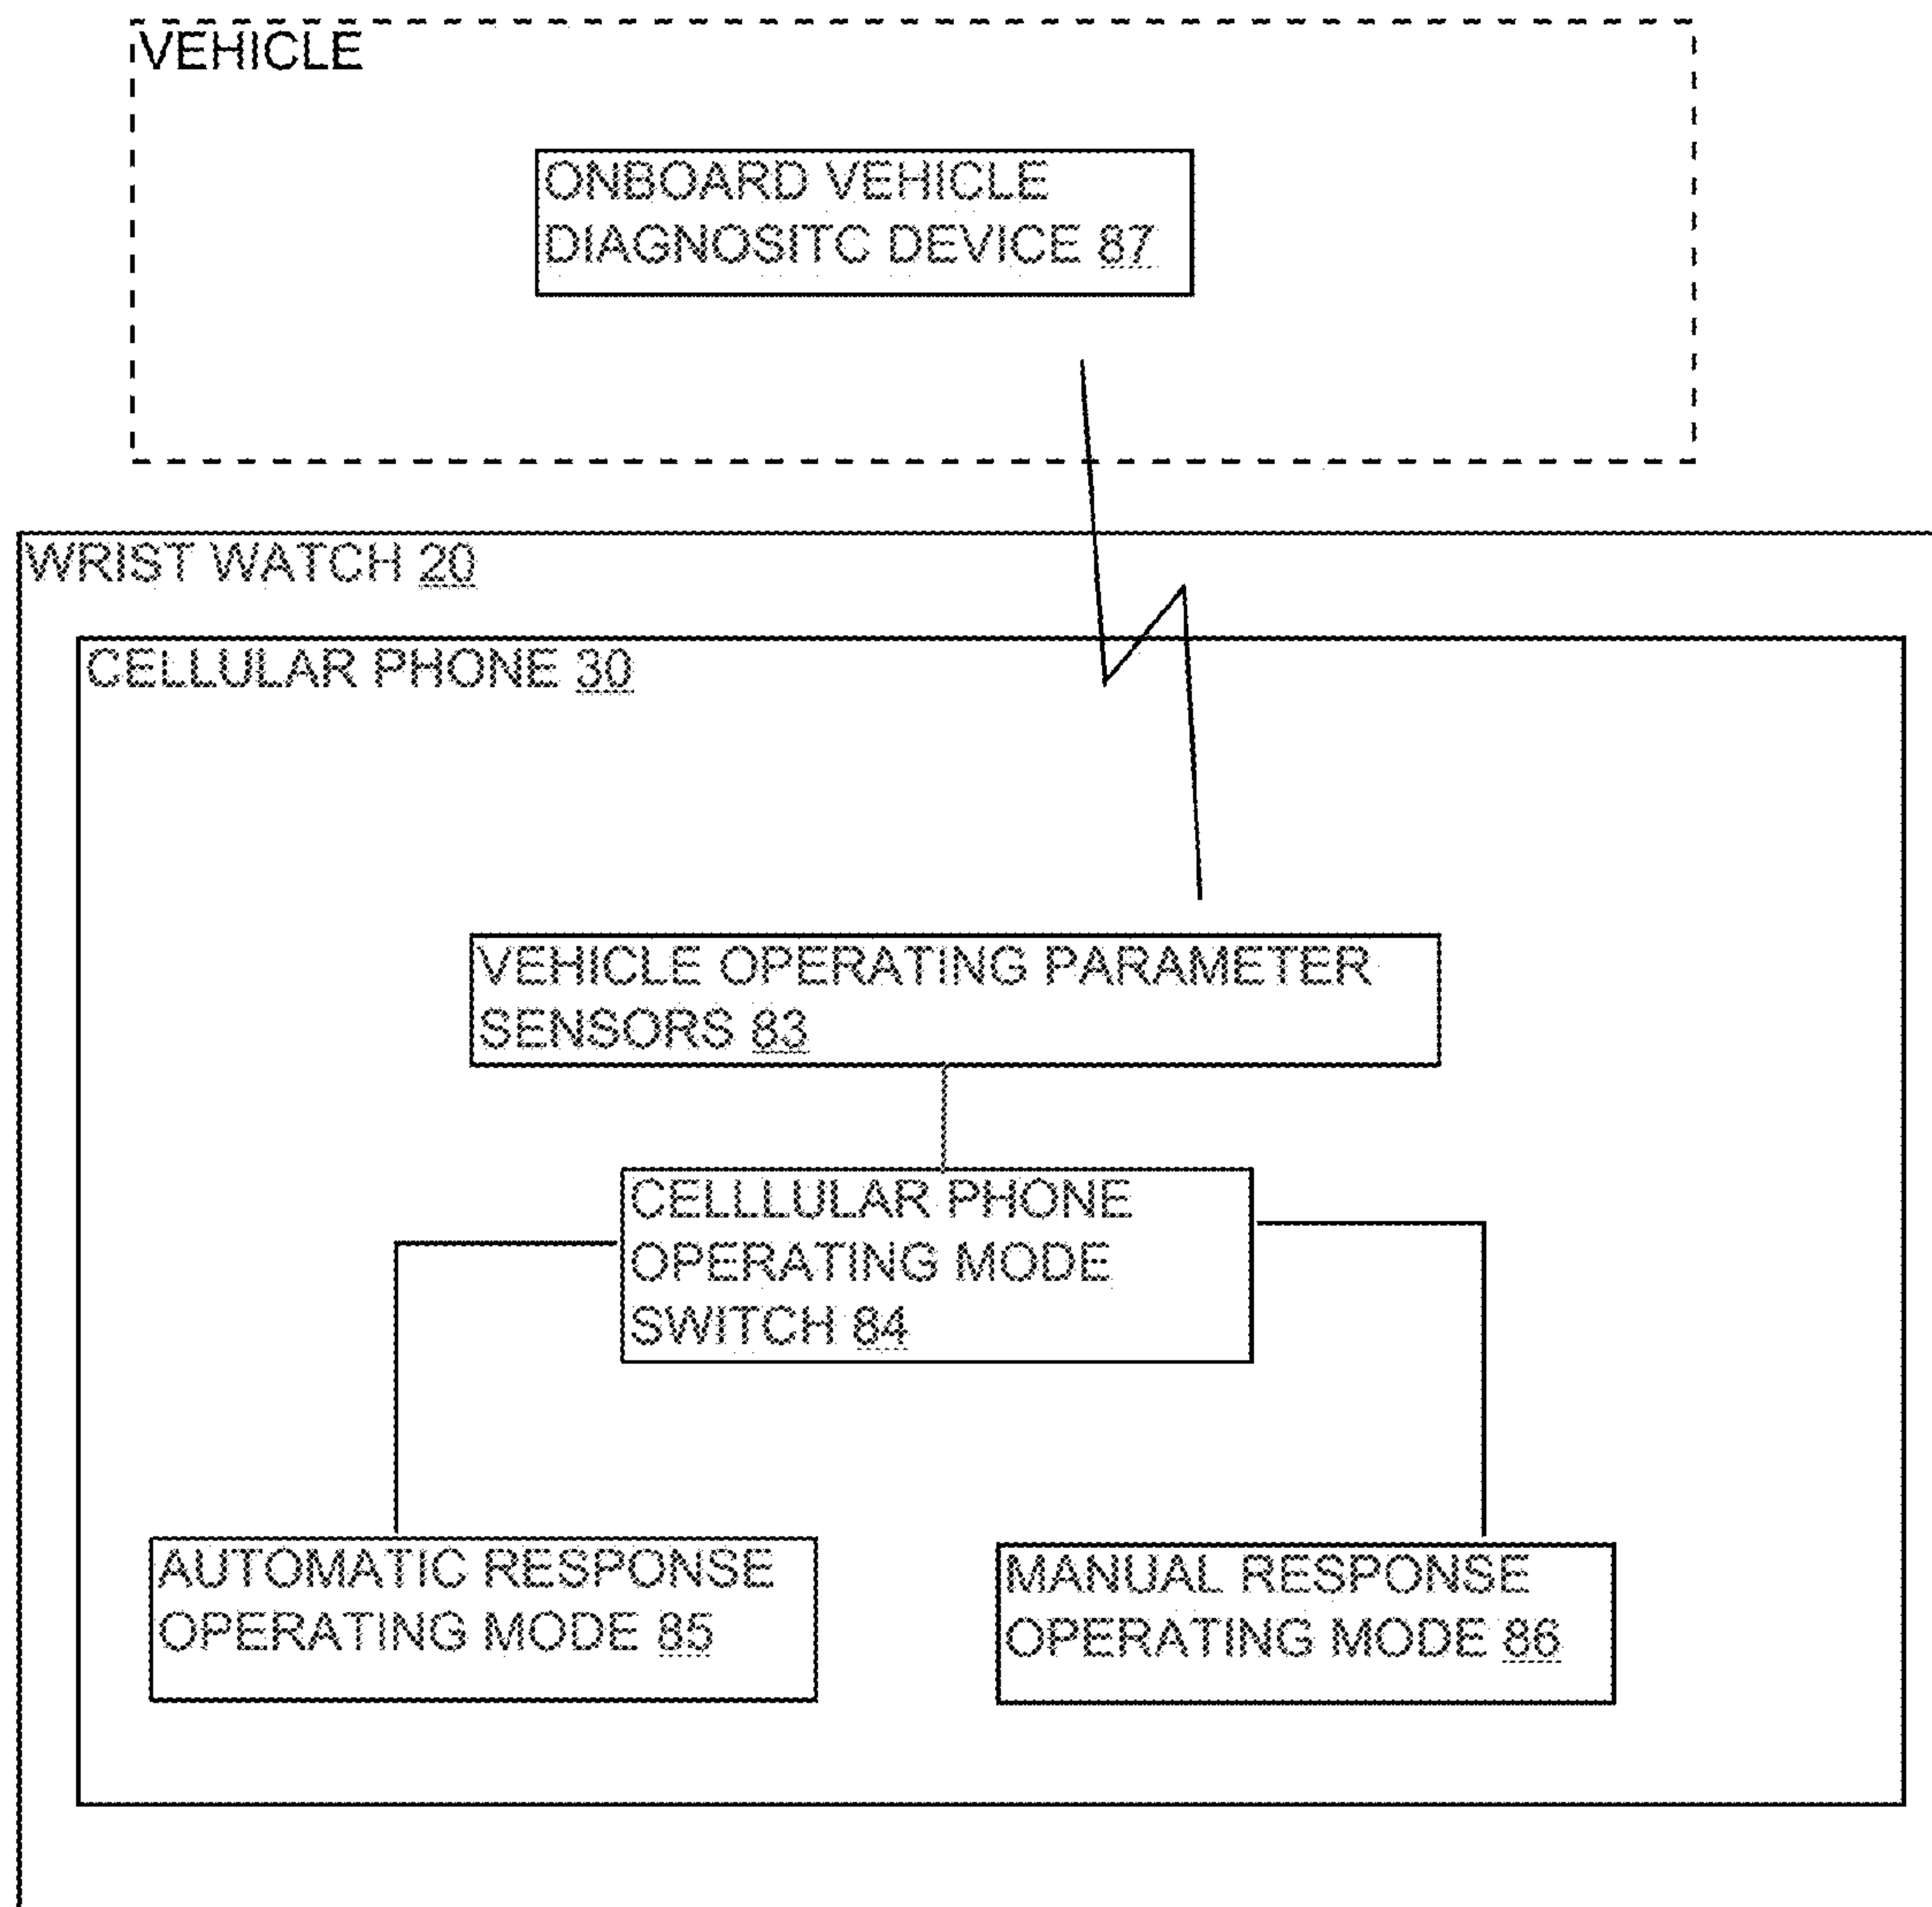 VEHICLE
ONBOARD VEHICLE
DIAGNOSITC DEVICE 87
WRIST WATCH 20
CELLULAR PHONE 30
VEHICLE OPERATING PARAMETER
SENSORS 83
CELLLULAR PHONE
OPERATING MODE
SWITCH 84
AUTOMATIC RESPONSE
OPERATING MODE 85
MANUAL RESPONSE
OPERATING MODE 86